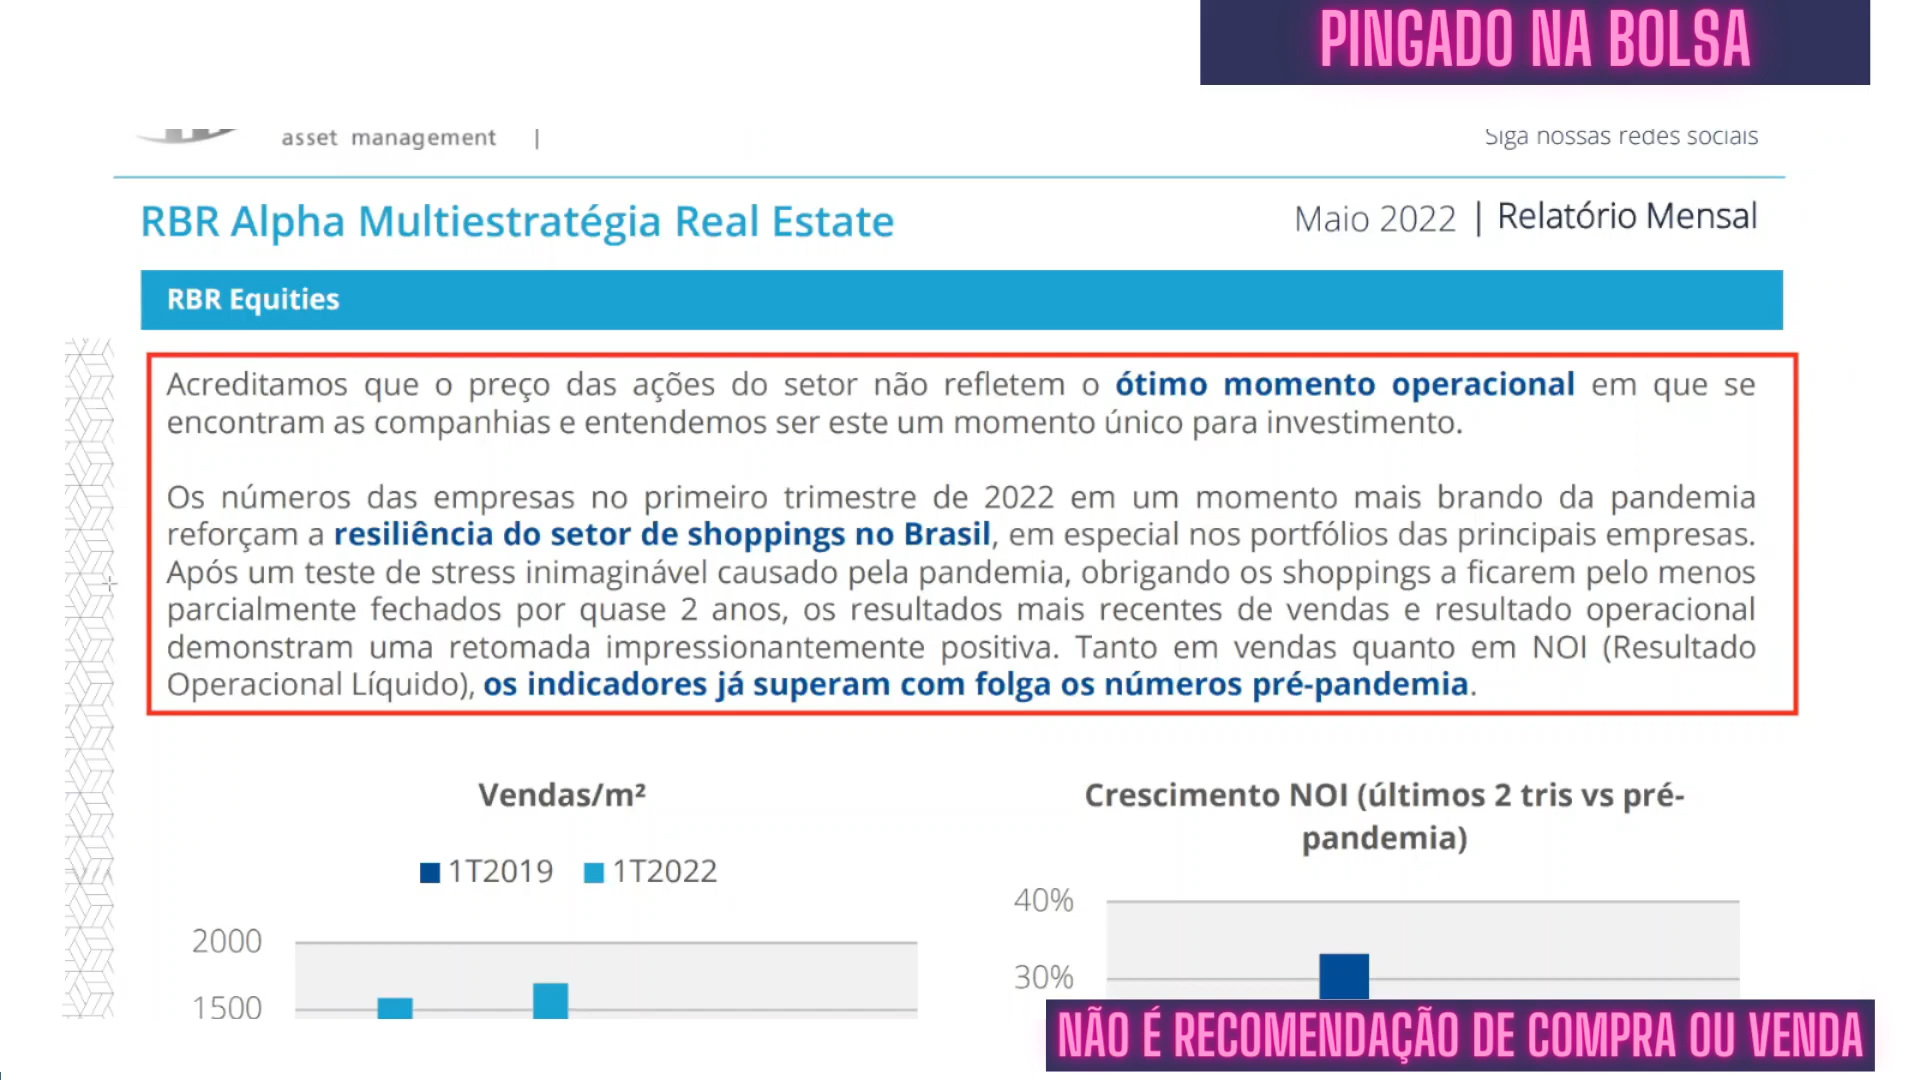 PINGADO NA BOLSA
asset management |
Siga nossas redes sociais
RBR Alpha Multiestratégia Real Estate
Maio 2022 | Relatório Mensal
RBR Equities
Acreditamos que o preço das ações do setor não refletem o ótimo momento operacional em que se
encontram as companhias e entendemos ser este um momento único para investimento.
Os números das empresas no primeiro trimestre de 2022 em um momento mais brando da pandemia
reforçam a resiliência do setor de shoppings no Brasil, em especial nos portfólios das principais empresas.
Após um teste de stress inimaginável causado pela pandemia, obrigando os shoppings a ficarem pelo menos
parcialmente fechados por quase 2 anos, os resultados mais recentes de vendas e resultado operacional
demonstram uma retomada impressionantemente positiva. Tanto em vendas quanto em NOI (Resultado
Operacional Líquido), os indicadores já superam com folga os números pré-pandemia.
Vendas/m²
1T2019 1T2022
2000
1500
Crescimento NOI (últimos 2 tris vs pré-
pandemia)
40%
30%
NÃO É RECOMENDAÇÃO DE COMPRA OU VENDA